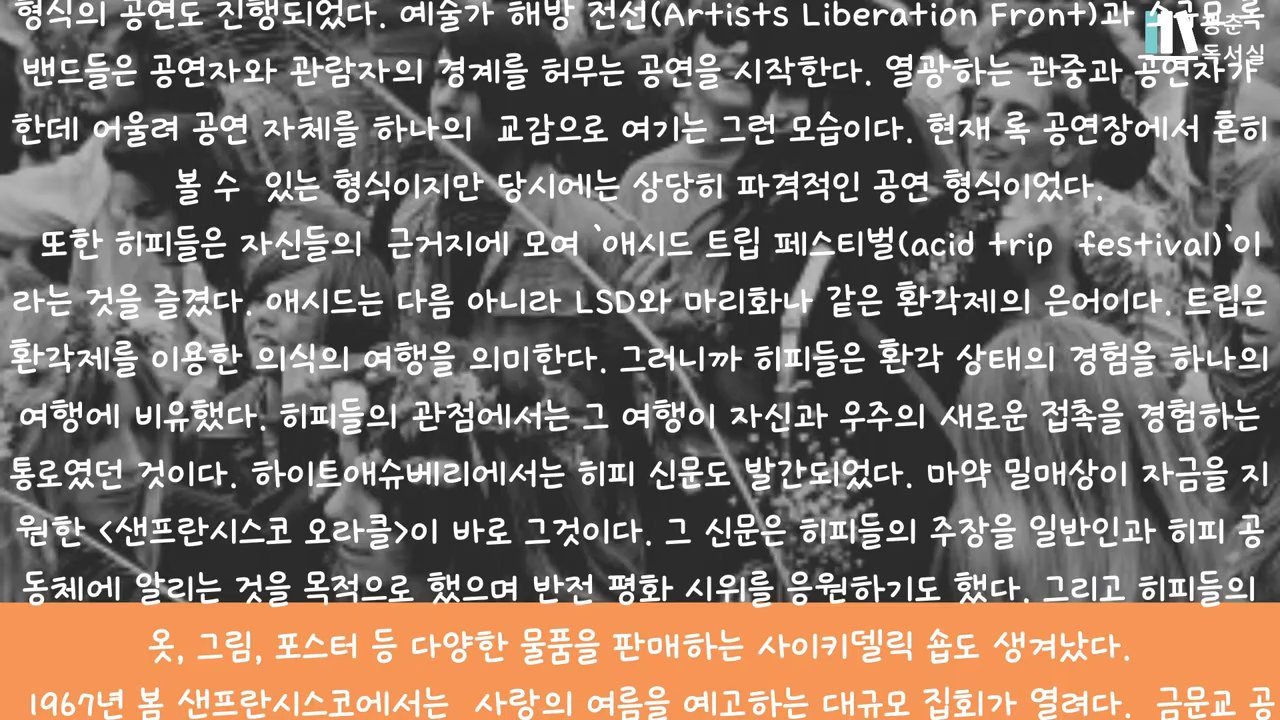 형식의 공연도 진행되었다. 예술가 해방 전선(Artists Liberation Front)과 소규모 록
밴드들은 공연자와 관람자의 경계를 허무는 공연을 시작한다. 열광하는 관중과 공연자가
한데 어울려 공연 자체를 하나의 교감으로 여기는 그런 모습이다. 현재 록 공연장에서 흔히
볼 수 있는 형식이지만 당시에는 상당히 파격적인 공연 형식이었다.
또한 히피들은 자신들의 근거지에 모여 `애시드 트립 페스티벌(acid trip festival)`이
라는 것을 즐겼다. 애시드는 다름 아니라 LSD와 마리화나 같은 환각제의 은어이다. 트립은
환각제를 이용한 의식의 여행을 의미한다. 그러니까 히피들은 환각 상태의 경험을 하나의
여행에 비유했다. 히피들의 관점에서는 그 여행이 자신과 우주의 새로운 접촉을 경험하는
통로였던 것이다. 하이트애슈베리에서는 히피 신문도 발간되었다. 마약 밀매상이 자금을 지
원한 <샌프란시스코 오라클>이 바로 그것이다. 그 신문은 히피들의 주장을 일반인과 히피 공
동체에 알리는 것을 목적으로 했으며 반전 평화 시위를 응원하기도 했다. 그리고 히피들의
옷, 그림, 포스터 등 다양한 물품을 판매하는 사이키델릭 숍도 생겨났다.
1967년 봄 샌프란시스코에서는 사랑의 여름을 예고하는 대규모 집회가 열려다. 금문교 공
독서실